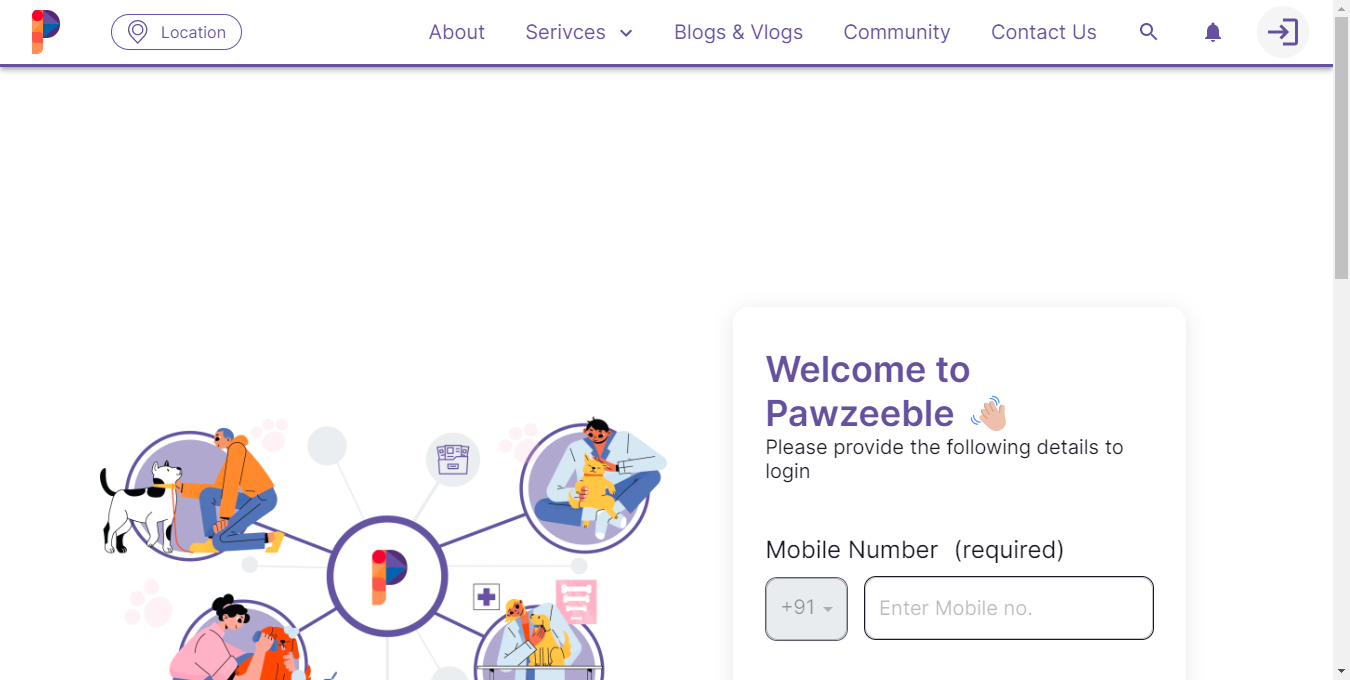 Location
About
Serivces
Blogs & Vlogs
Community
Contact Us
Welcome to
Pawzeeble
Please provide the following details to
login
Mobile Number (required)
+91
Enter Mobile no.